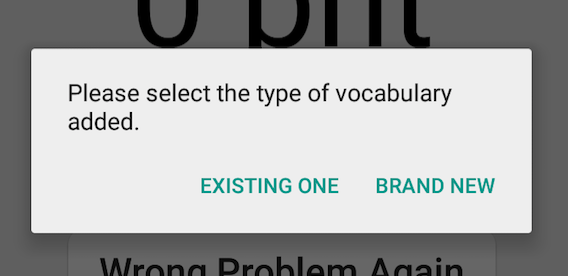 Please select the type of vocabulary
added.
EXISTING ONE BRAND NEW
Wrong Problem Again